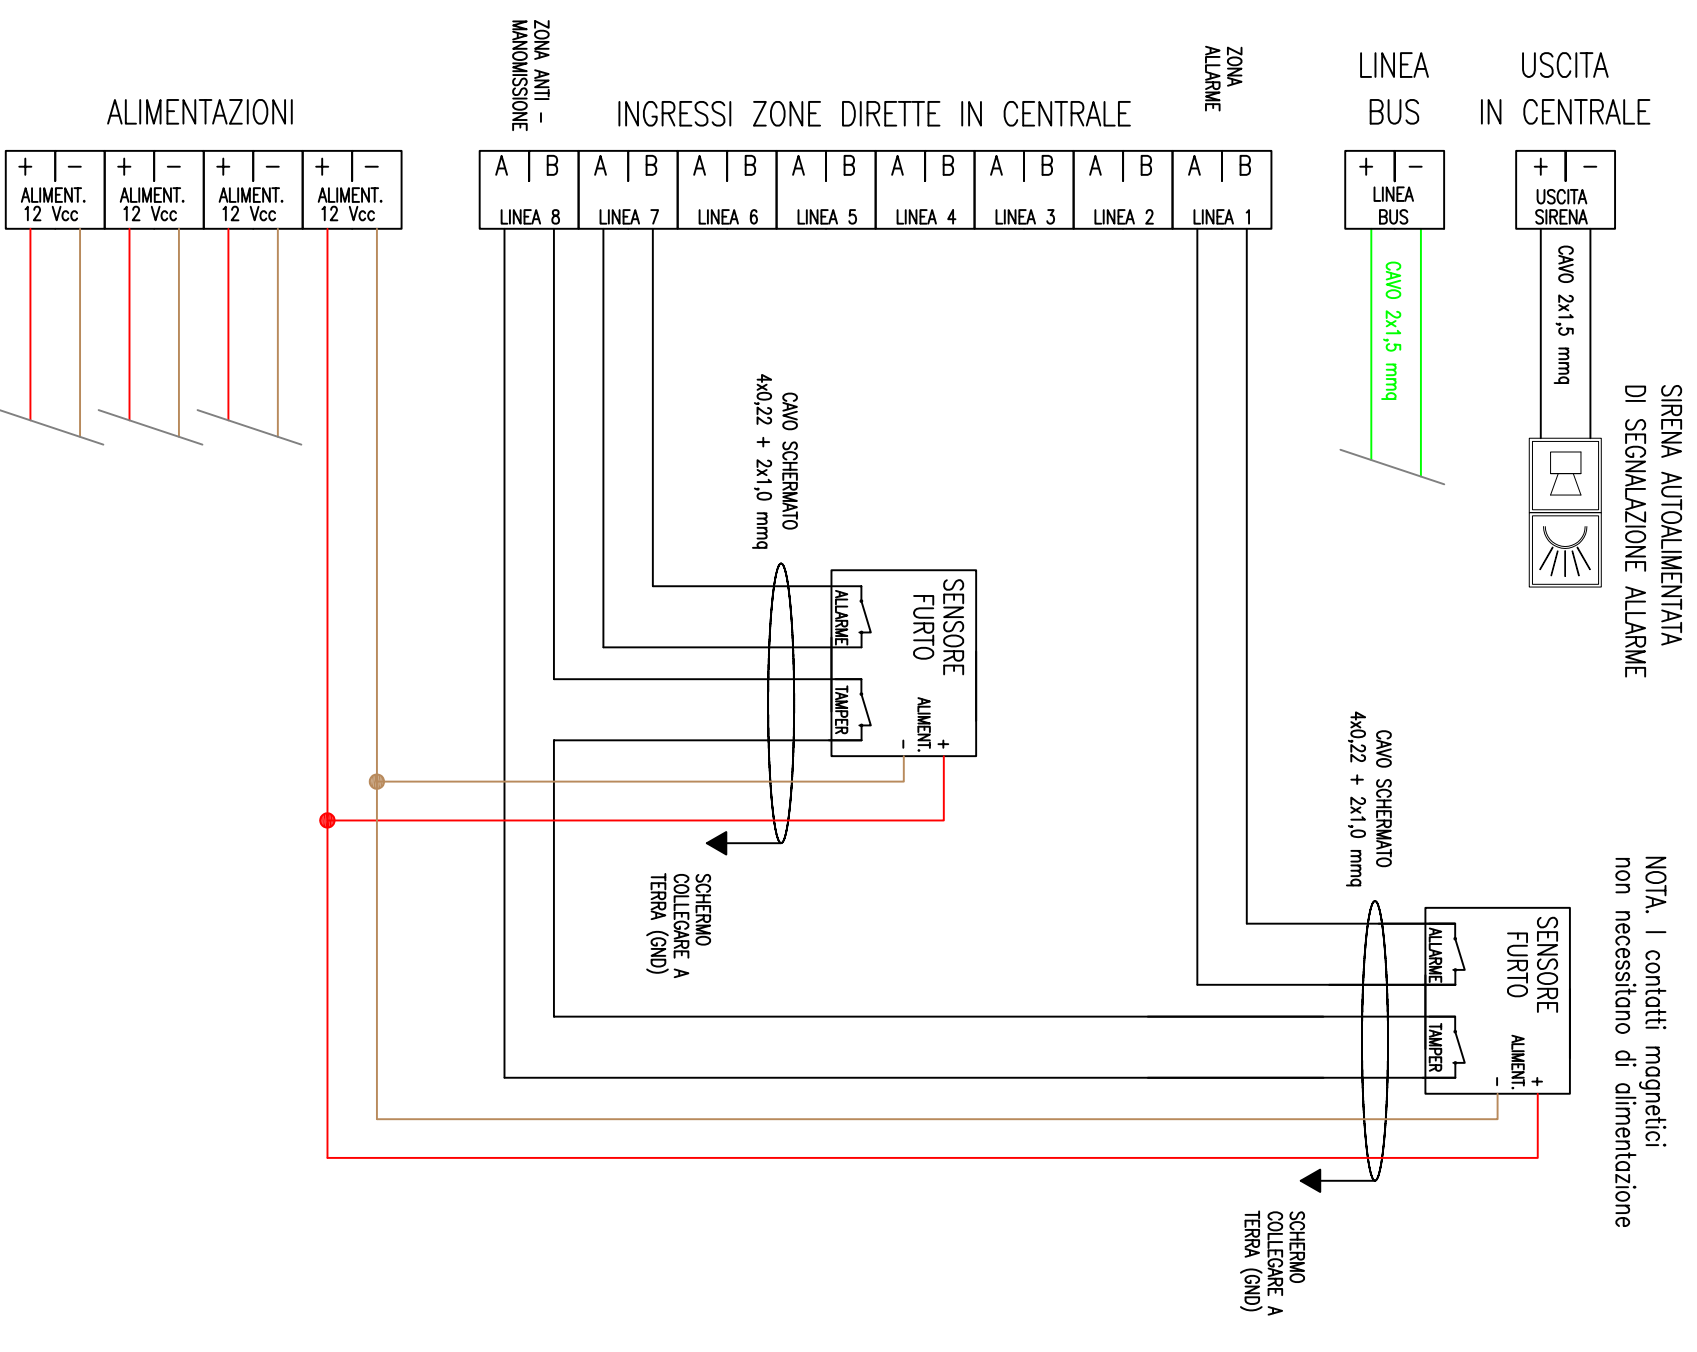 USCITA
IN CENTRALE
LINEA
BUS
ZONA
ALLARME
INGRESSI ZONE DIRETTE IN CENTRALE
ZONA ANTI -
MANOMISSIONE
ALIMENTAZIONI
+ -
ALIMENT.
12 Vcc
+ -
ALIMENT.
12 Vcc
+ -
ALIMENT.
12 Vcc
+ -
ALIMENT.
12 Vcc
A B
LINEA 8
A B
LINEA 7
A B
LINEA 6
A B
LINEA 5
A B
LINEA 4
A B
LINEA 3
A B
LINEA 2
A B
LINEA 1
+ -
LINEA
BUS
+ -
USCITA
SIRENA
CAVO 2x1,5 mmq
CAVO 2x1,5 mmq
SIRENA AUTOALIMENTATA
DI SEGNALAZIONE ALLARME
CAVO SCHERMATO
4x0,22 + 2x1,0 mmq
SENSORE
FURTO
ALLARME
TAMPER
ALIMENT.
- +
SCHERMO
COLLEGARE A
TERRA (GND)
CAVO SCHERMATO
4x0,22 + 2x1,0 mmq
SENSORE
FURTO
ALLARME
TAMPER
ALIMENT.
- +
SCHERMO
COLLEGARE A
TERRA (GND)
NOTA. I contatti magnetici
non necessitano di alimentazione